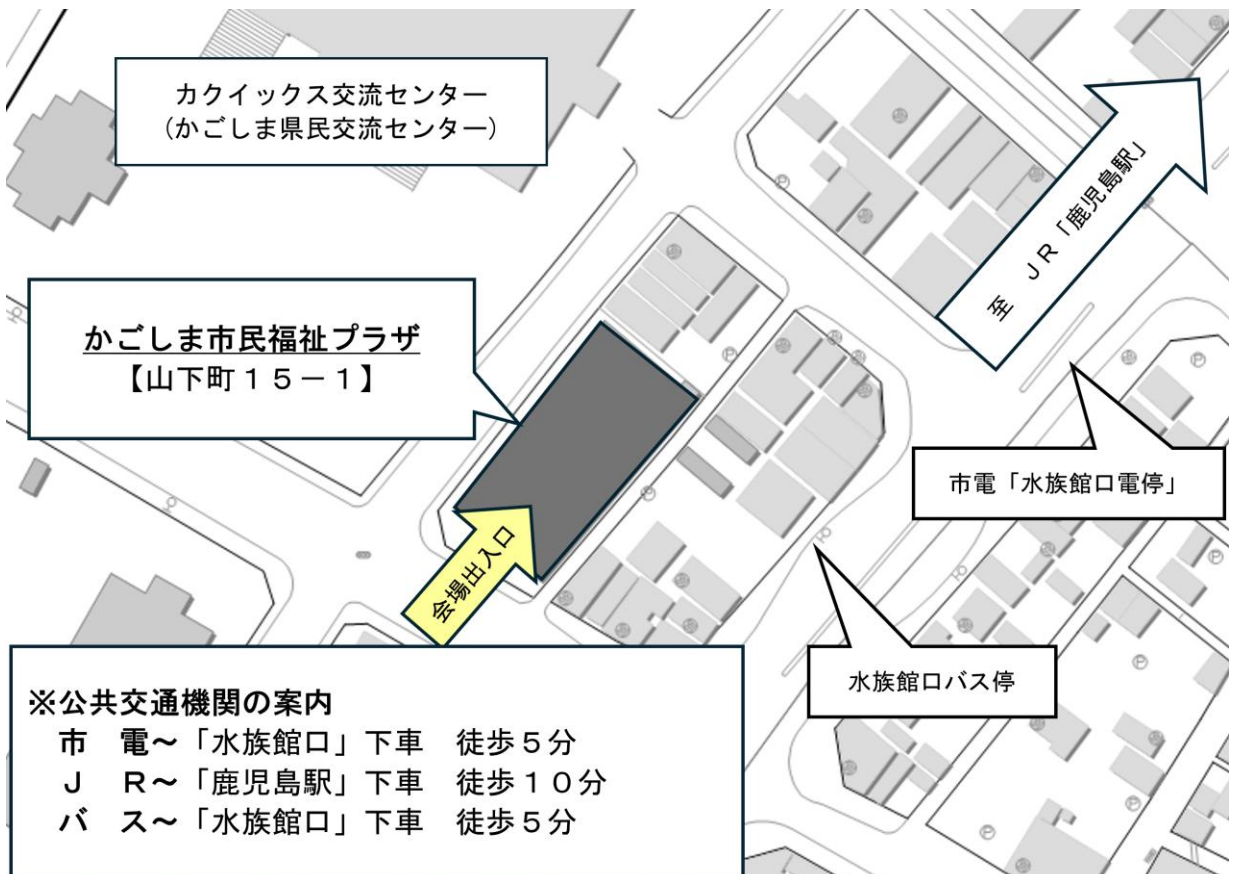 カクイックス交流センター
（かごしま県民交流センター）
至　ＪＲ「鹿児島駅」
かごしま市民福祉プラザ
【山下町１５－１】
市電「水族館口電停」
会場出入口
水族館口バス停
※公共交通機関の案内
市　電～「水族館口」下車　徒歩５分
Ｊ　Ｒ～「鹿児島駅」下車　徒歩１０分
バ　ス～「水族館口」下車　徒歩５分